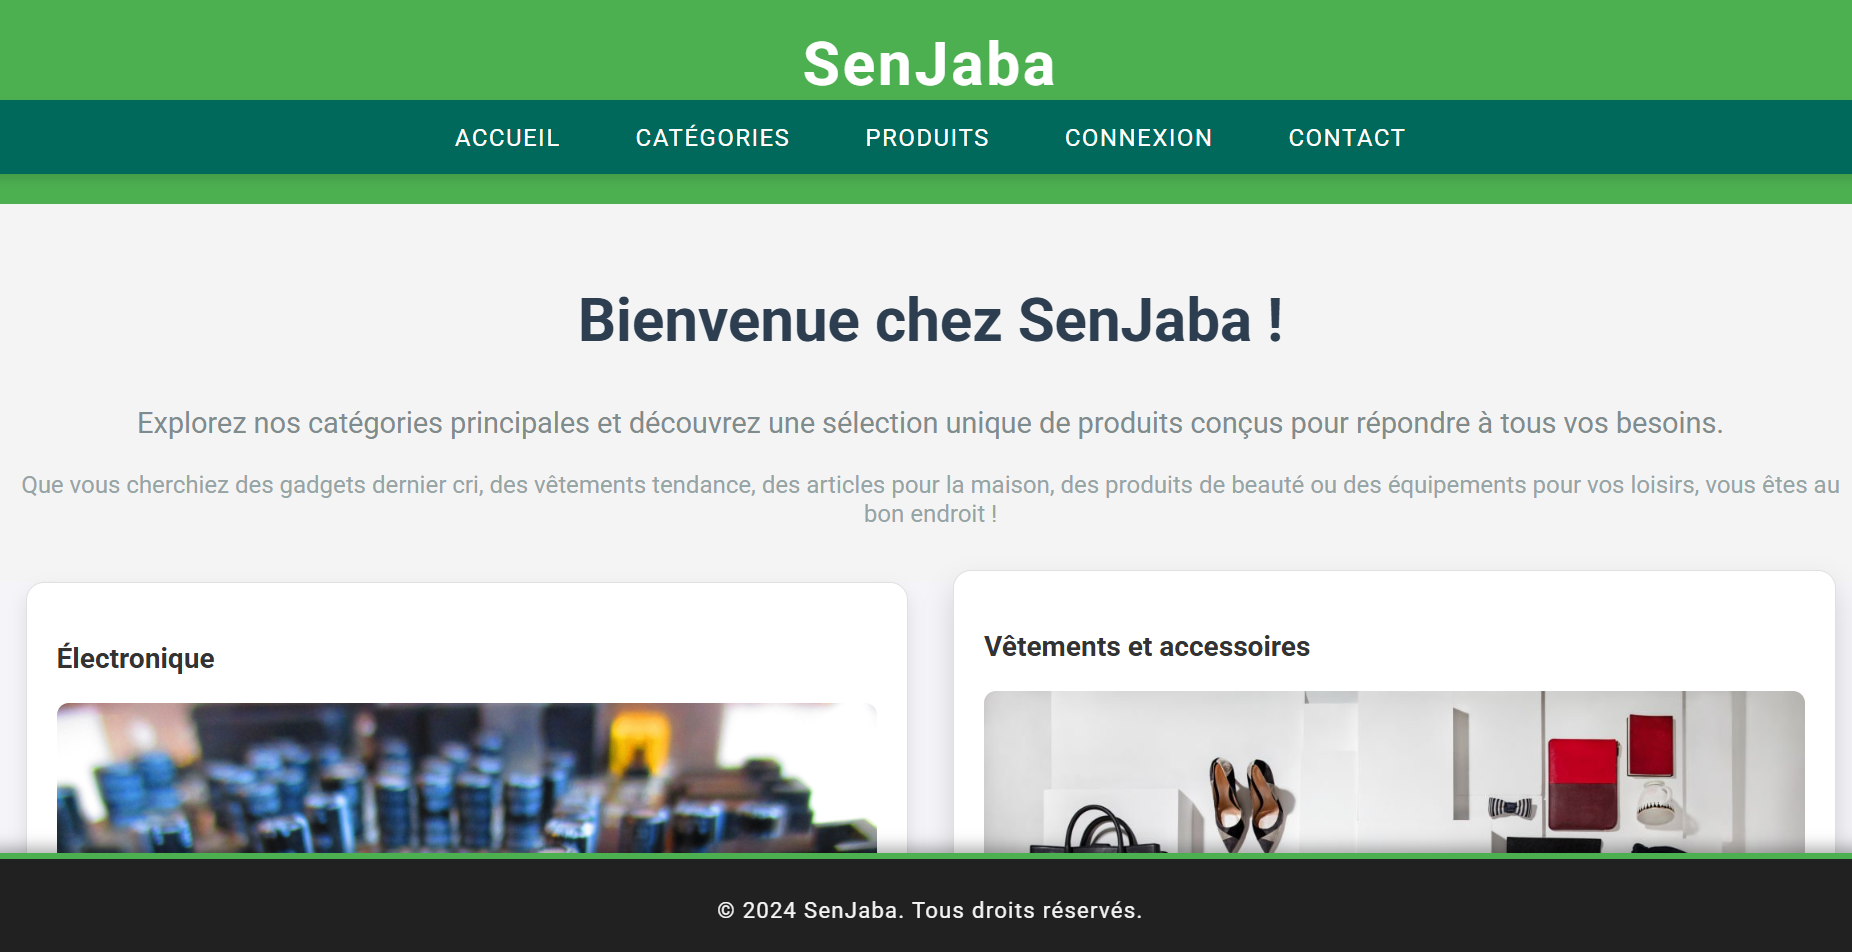 SenJaba
ACCUEIL CATÉGORIES PRODUITS CONNEXION CONTACT
Bienvenue chez SenJaba !
Explorez nos catégories principales et découvrez une sélection unique de produits conçus pour répondre à tous vos besoins.
Que vous cherchiez des gadgets dernier cri, des vêtements tendance, des articles pour la maison, des produits de beauté ou des équipements pour vos loisirs, vous êtes au
bon endroit !
Électronique
Vêtements et accessoires
© 2024 SenJaba. Tous droits réservés.